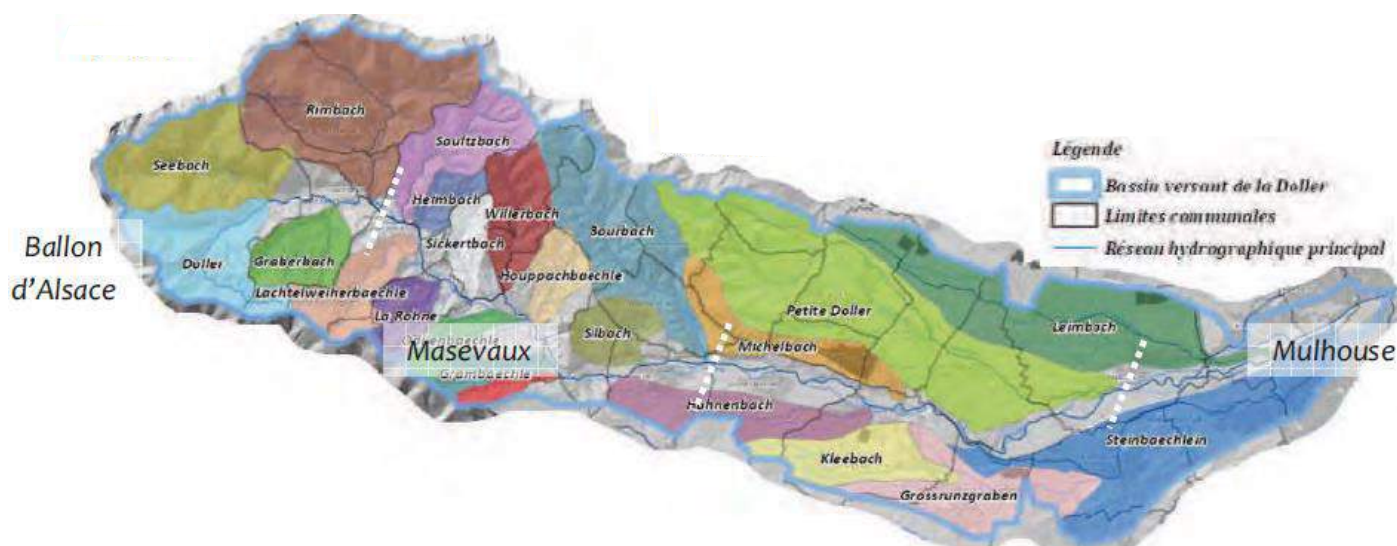 Rimbach
Soultzbach
Seebach
Heimbach
Willerbach
Sickertbach
Bourbach
Ballon
d'Alsace
Doller
Graberbach
Houppachbaechle
Lachtelweiherbaechle
La Rohne
Silbach
Masevaux
Grambaechle
Petite Doller
Michelbach
Leimbach
Mulhouse
Hahnenbach
Steinbaechlein
Kleebach
Grossrunzgraben
Légende
Bassin versant de la Doller
Limites communales
Réseau hydrographique principal